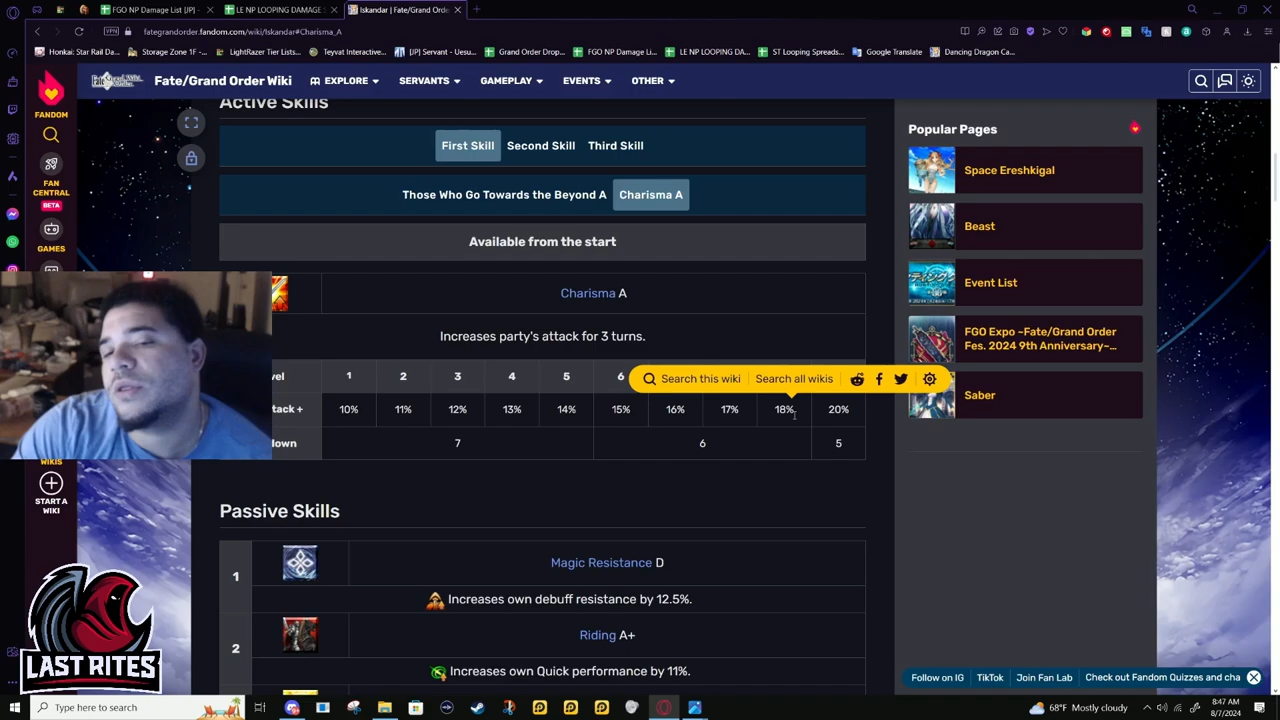 FGO NP Damage List [JP] -
LE NP LOOPING DAMAGE
Iskandar | Fate/Grand Orde
VPN
fategrandorder.fandom.com/wiki/Iskandar#Charisma_A
Honkai: Star Rail Da...
Storage Zone 1F -...
LightRazer Tier Lists...
Teyvat Interactive...
[JP] Servant - Uesu...
Grand Order Drop...
FGO NP Damage Li...
LE NP LOOPING DA...
ST Looping Spreads...
Google Translate
Dancing Dragon Ca...
Fate/Grand Order Wiki
EXPLORE
SERVANTS
GAMEPLAY
EVENTS
OTHER
FANDOM
FAN
CENTRAL
BETA
GAMES
WIKIS
START A
WIKI
Active Skills
First Skill Second Skill Third Skill
Those Who Go Towards the Beyond A Charisma A
Available from the start
Charisma A
Increases party's attack for 3 turns.
vel 1 2 3 4 5 6
ttack + 10% 11% 12% 13% 14% 15% 16% 17% 18% 20%
down 7 6 5
Search this wiki Search all wikis
Passive Skills
1 Magic Resistance D
Increases own debuff resistance by 12.5%.
2 Riding A+
Increases own Quick performance by 11%.
Popular Pages
Space Ereshkigal
Beast
Event List
FGO Expo ~Fate/Grand Order
Fes. 2024 9th Anniversary~...
Saber
Follow on IG TikTok Join Fan Lab Check out Fandom Quizzes and cha
LAST RITES
Type here to search
68°F Mostly cloudy
8:47 AM
8/7/2024